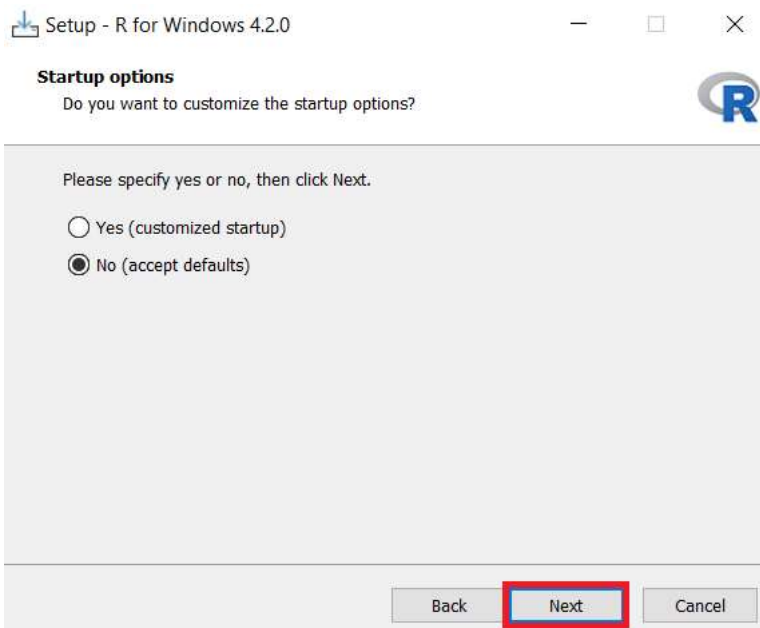 Setup - R for Windows 4.2.0
Startup options
Do you want to customize the startup options?
R
Please specify yes or no, then click Next.
Yes (customized startup)
No (accept defaults)
Back Next Cancel